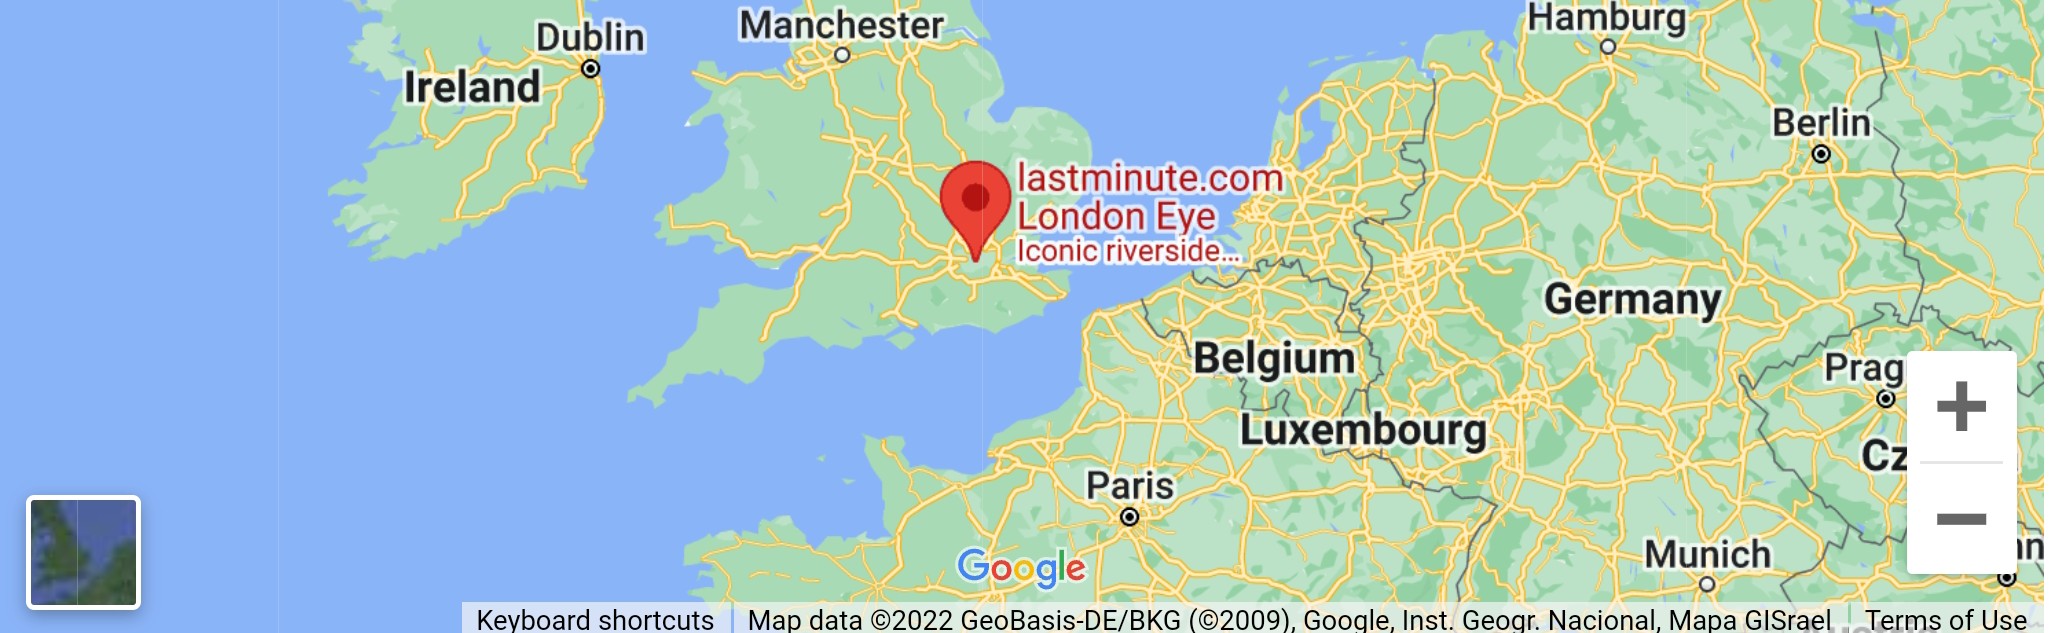 Manchester
Hamburg
Dublin
Ireland
Berlin
lastminute.com
London Eye
Iconic riverside...
Germany
Belgium
Prag
Luxembourg
Cz
Paris
Munich
nn
Google
Keyboard shortcuts
Map data ©2022 GeoBasis-DE/BKG (©2009), Google, Inst. Geogr. Nacional, Mapa GISrael
Terms of Use